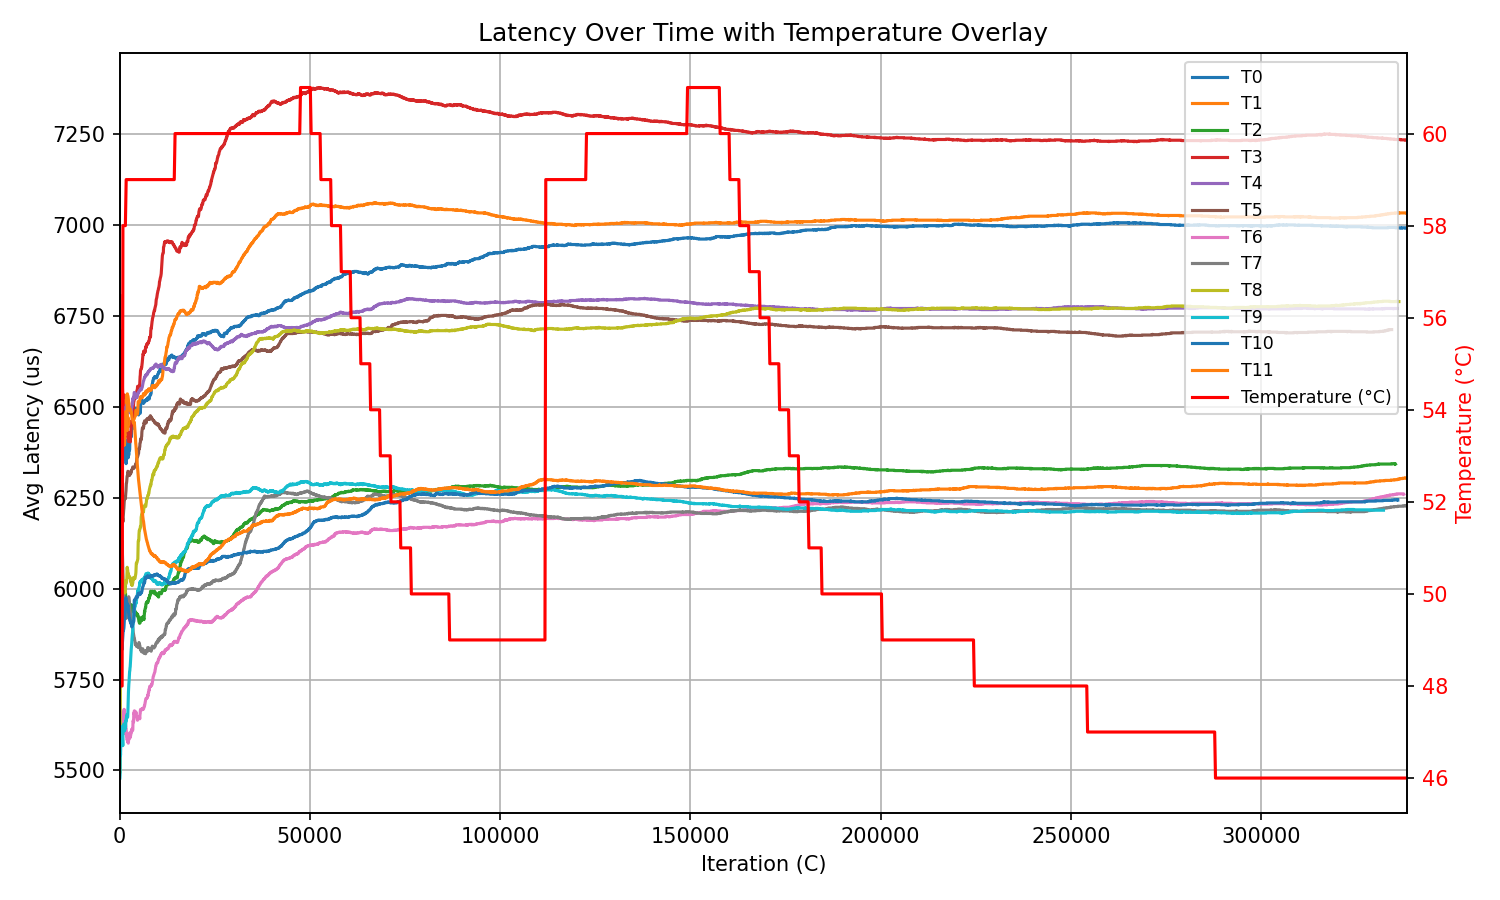 Latency Over Time with Temperature Overlay
Avg Latency (us)
7250
7000
6750
6500
6250
6000
5750
5500
0
50000
100000
150000
200000
250000
300000
Iteration (C)
60
58
56
54
52
50
48
46
Temperature (°C)
T0
T1
T2
T3
T4
T5
T6
T7
T8
T9
T10
T11
Temperature (°C)